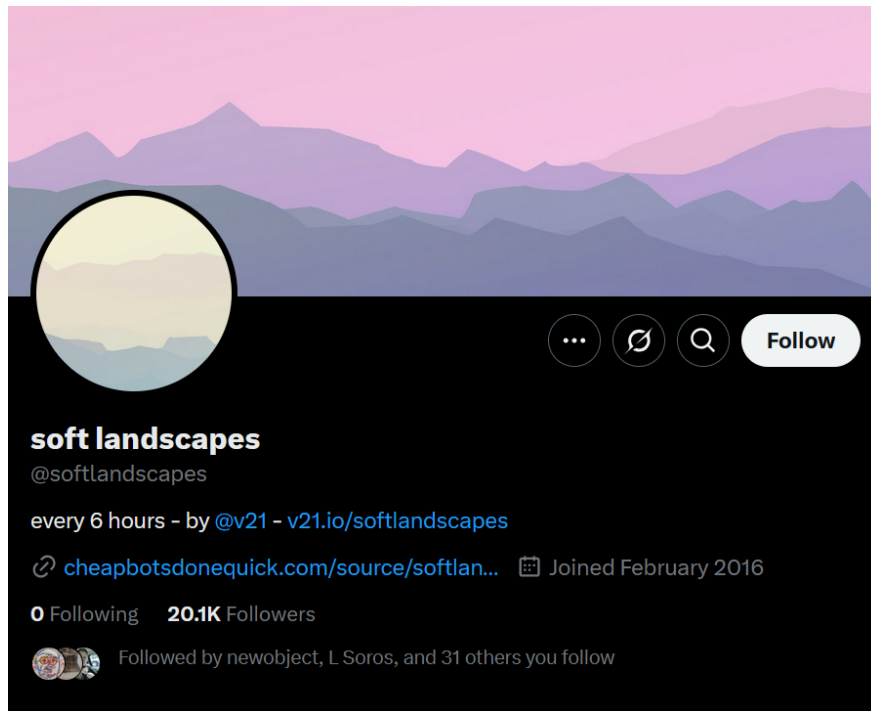 Follow
soft landscapes
@softlandscapes
every 6 hours - by @v21 - v21.io/softlandscapes
cheapbotsdonequick.com/source/softlan... Joined February 2016
0 Following 20.1K Followers
Followed by newobject, L Soros, and 31 others you follow